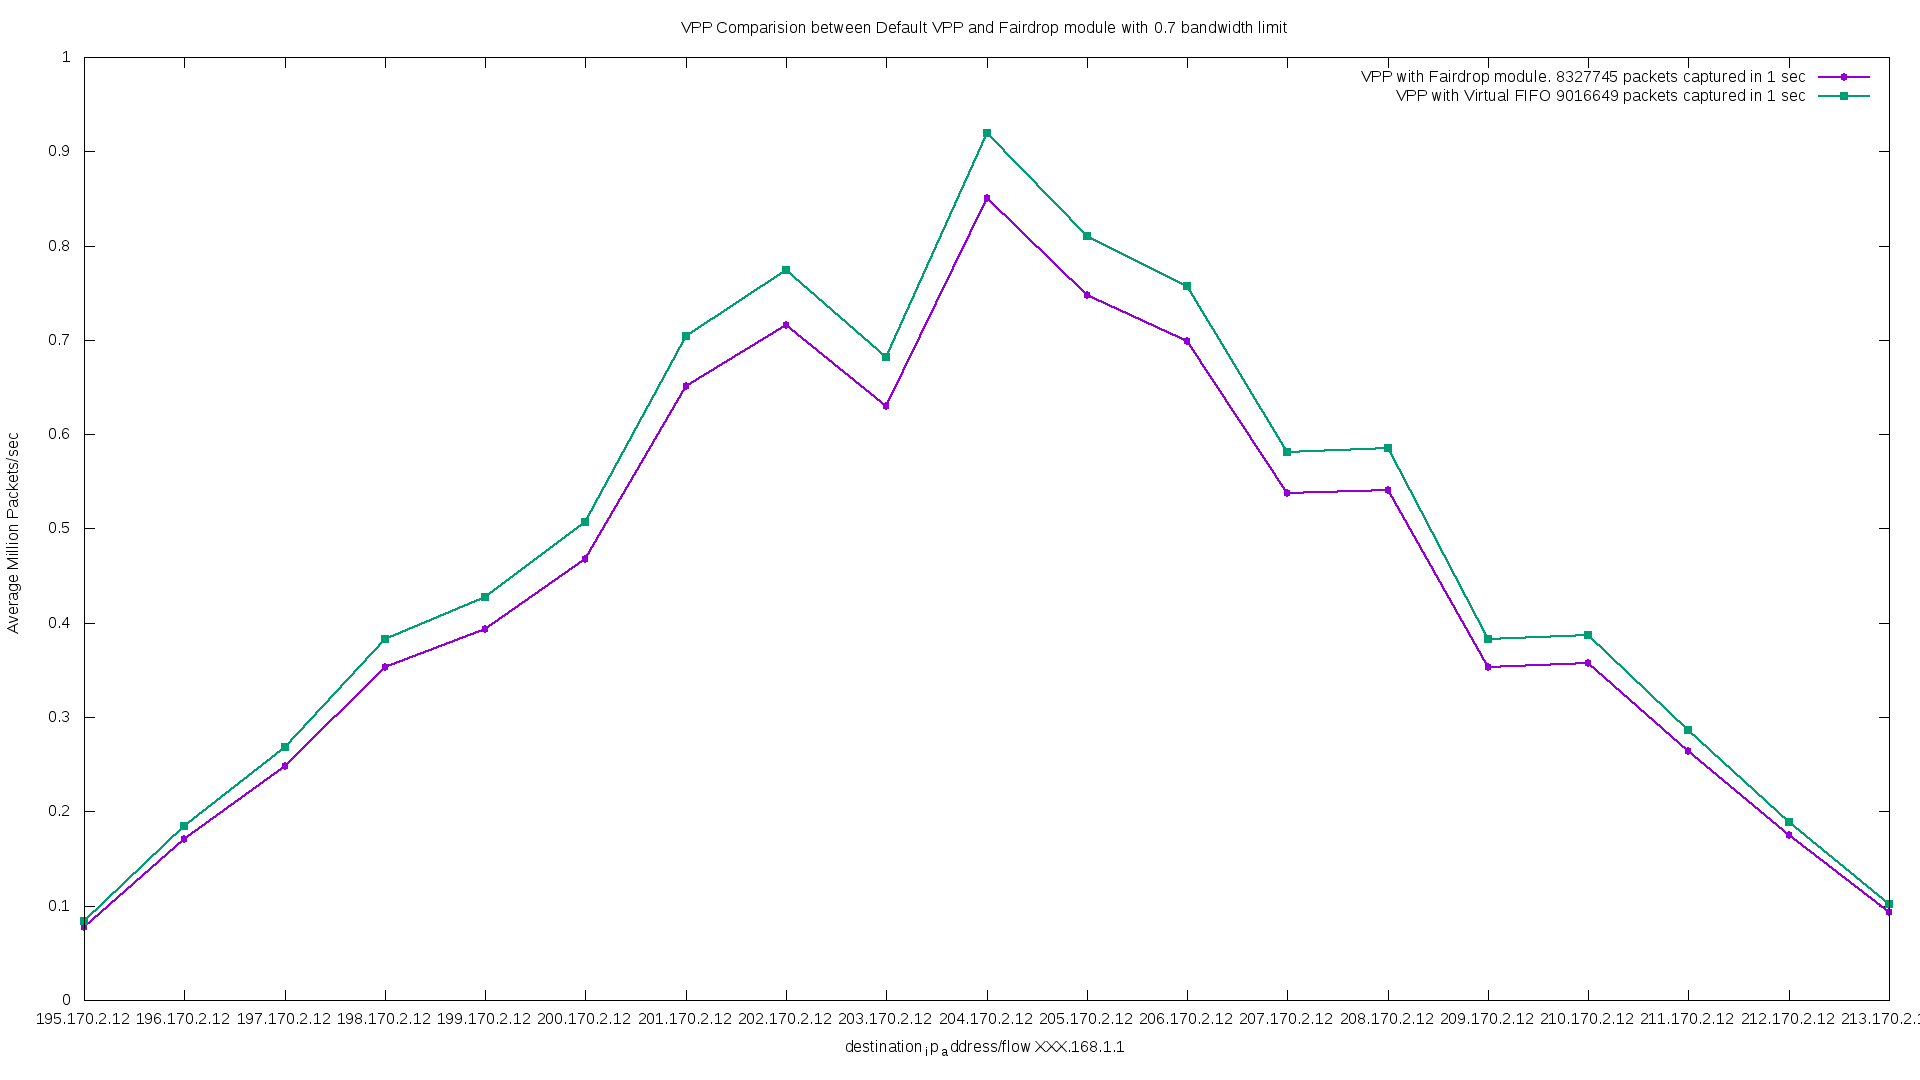 VPP Comparision between Default VPP and Fairdrop module with 0.7 bandwidth limit
VPP with Fairdrop module. 8327745 packets captured in 1 sec
VPP with Virtual FIFO 9016649 packets captured in 1 sec
1
0.9
0.8
0.7
0.6
0.5
0.4
0.3
0.2
0.1
0
Average Million Packets/sec
195.170.2.12 196.170.2.12 197.170.2.12 198.170.2.12 199.170.2.12 200.170.2.12 201.170.2.12 202.170.2.12 203.170.2.12 204.170.2.12 205.170.2.12 206.170.2.12 207.170.2.12 208.170.2.12 209.170.2.12 210.170.2.12 211.170.2.12 212.170.2.12 213.170.2.1
destination ip address/flow XXX.168.1.1